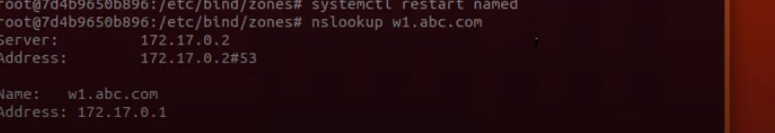 root@7d4b9650b896:/etc/bind/zones# systemctl restart named
root@7d4b9650b896:/etc/bind/zones# nslookup w1.abc.com
Server: 172.17.0.2
Address: 172.17.0.2#53
Name: w1.abc.com
Address: 172.17.0.1